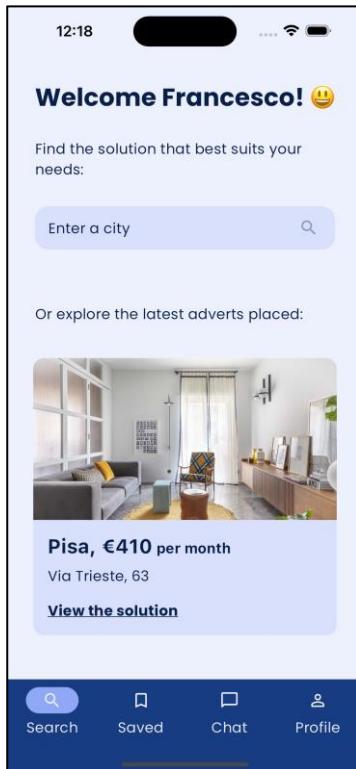 12:18
Welcome Francesco! 😃
Find the solution that best suits your
needs:
Enter a city
Or explore the latest adverts placed:
Pisa, €410 per month
Via Trieste, 63
View the solution
Search Saved Chat Profile